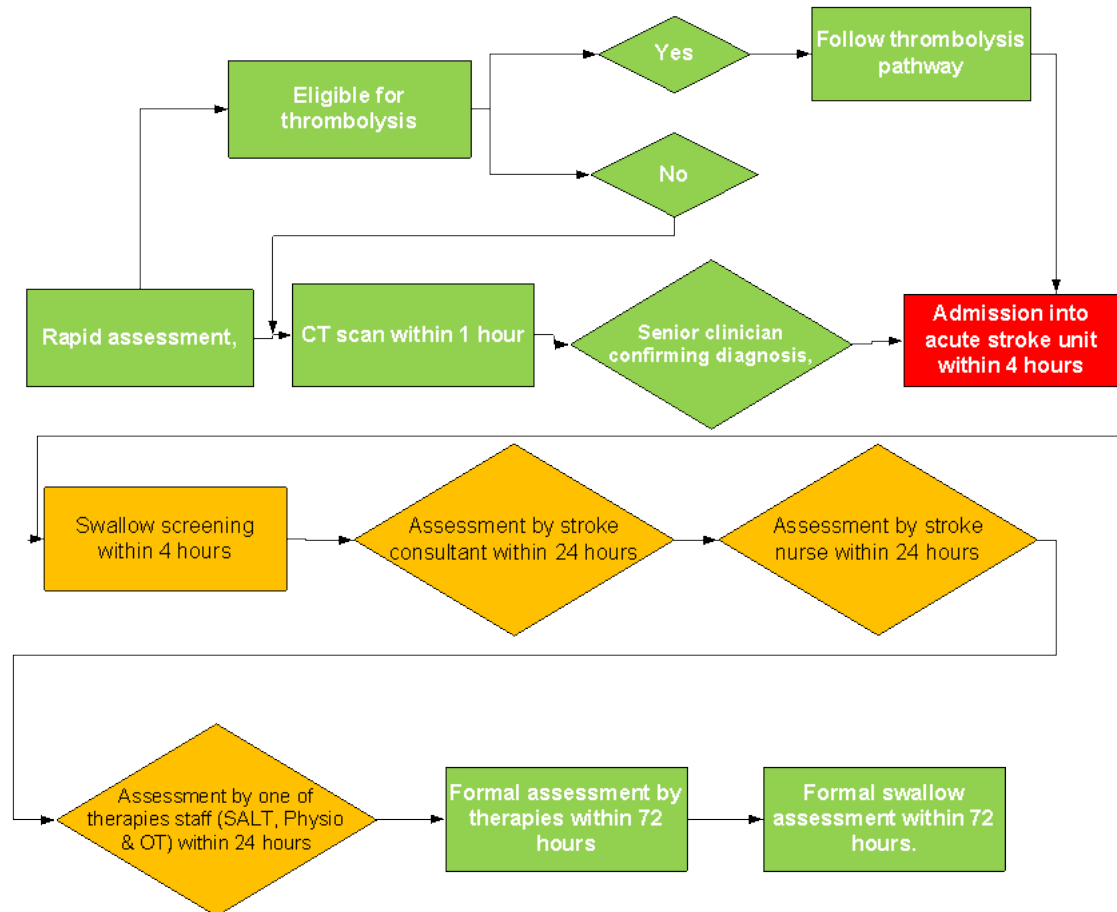 Yes
Follow thrombolysis
pathway
Eligible for
thrombolysis
No
Rapid assessment,
CT scan within 1 hour
Senior clinician
confirming diagnosis,
Admission into
acute stroke unit
within 4 hours
Swallow screening
within 4 hours
Assessment by stroke
consultant within 24 hours
Assessment by stroke
nurse within 24 hours
Assessment by one of
therapies staff (SALT, Physio
& OT) within 24 hours
Formal assessment by
therapies within 72
hours
Formal swallow
assessment within 72
hours.